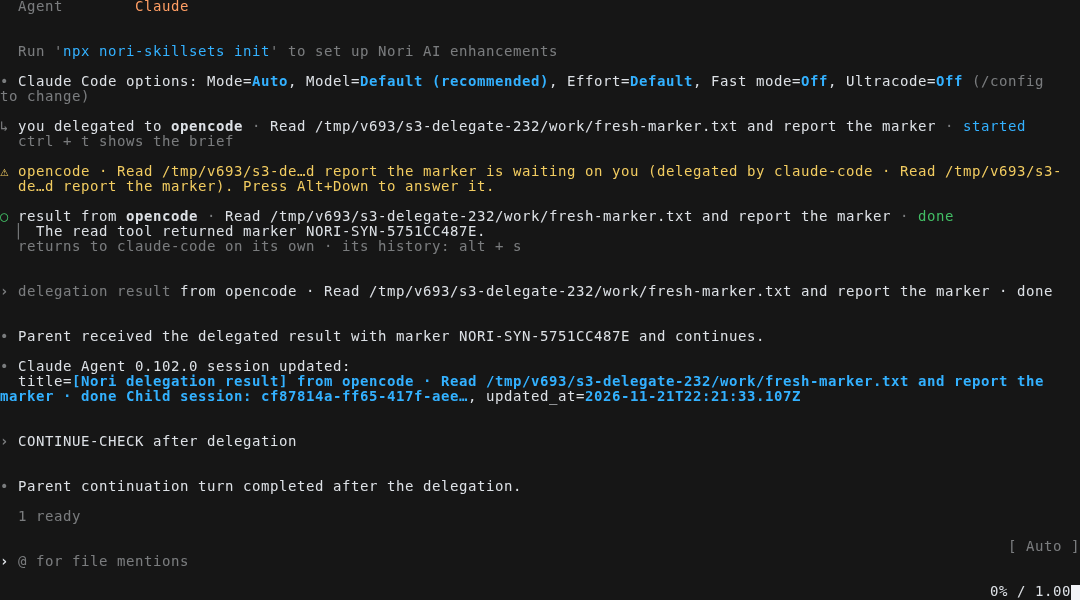 Agent        Claude
Run 'npx nori-skillsets init' to set up Nori AI enhancements
• Claude Code options: Mode=Auto, Model=Default (recommended), Effort=Default, Fast mode=Off, Ultracode=Off (/config
to change)
↳ you delegated to opencode · Read /tmp/v693/s3-delegate-232/work/fresh-marker.txt and report the marker · started
ctrl + t shows the brief
⚠ opencode · Read /tmp/v693/s3-de…d report the marker is waiting on you (delegated by claude-code · Read /tmp/v693/s3-
de…d report the marker). Press Alt+Down to answer it.
○ result from opencode · Read /tmp/v693/s3-delegate-232/work/fresh-marker.txt and report the marker · done
│ The read tool returned marker NORI-SYN-5751CC487E.
returns to claude-code on its own · its history: alt + s
› delegation result from opencode · Read /tmp/v693/s3-delegate-232/work/fresh-marker.txt and report the marker · done
• Parent received the delegated result with marker NORI-SYN-5751CC487E and continues.
• Claude Agent 0.102.0 session updated:
title=[Nori delegation result] from opencode · Read /tmp/v693/s3-delegate-232/work/fresh-marker.txt and report the
marker · done Child session: cf87814a-ff65-417f-aee…, updated_at=2026-11-21T22:21:33.107Z
› CONTINUE-CHECK after delegation
• Parent continuation turn completed after the delegation.
1 ready
[ Auto ]
› @ for file mentions
0% / 1.00